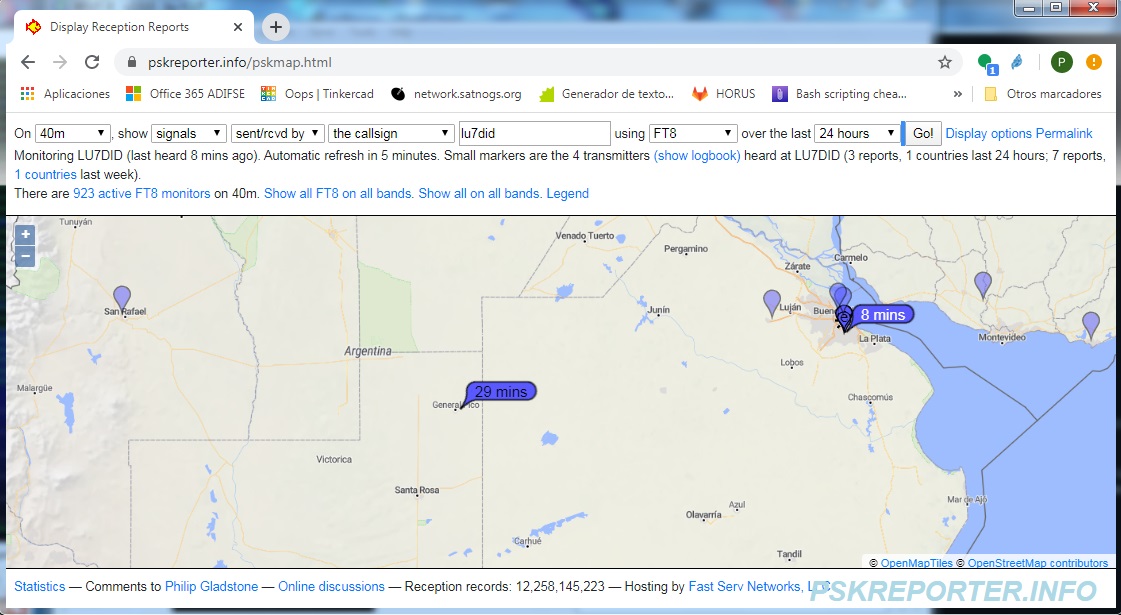 Display Reception Reports
pskreporter.info/pskmap.html
P
Aplicaciones Office 365 ADIFSE Oops | Tinkercad network.satnogs.org Generador de texto... HORUS Bash scripting chea... » Otros marcadores
1
On 40m , show signals sent/rcvd by the callsign lu7did using FT8 over the last 24 hours Go! Display options Permalink
Monitoring LU7DID (last heard 8 mins ago). Automatic refresh in 5 minutes. Small markers are the 4 transmitters (show logbook) heard at LU7DID (3 reports, 1 countries last 24 hours; 7 reports,
1 countries last week).
There are 923 active FT8 monitors on 40m. Show all FT8 on all bands. Show all on all bands. Legend
Tunuyán
+
−
Venado Tuerto
Pergamino
Carmelo
Zárate
San Rafael
Junín
Luján
8 mins
La Plata
Montevideo
Argentina
Lobos
Malargüe
29 mins
Chascomús
Victorica
Santa Rosa
Mar de Ajó
Azul
Olavarría
Carhué
Tandil
© OpenMapTiles © OpenStreetMap contributors
Statistics — Comments to Philip Gladstone — Online discussions — Reception records: 12,258,145,223 — Hosting by Fast Serv Networks, LLC
PSKREPORTER.INFO